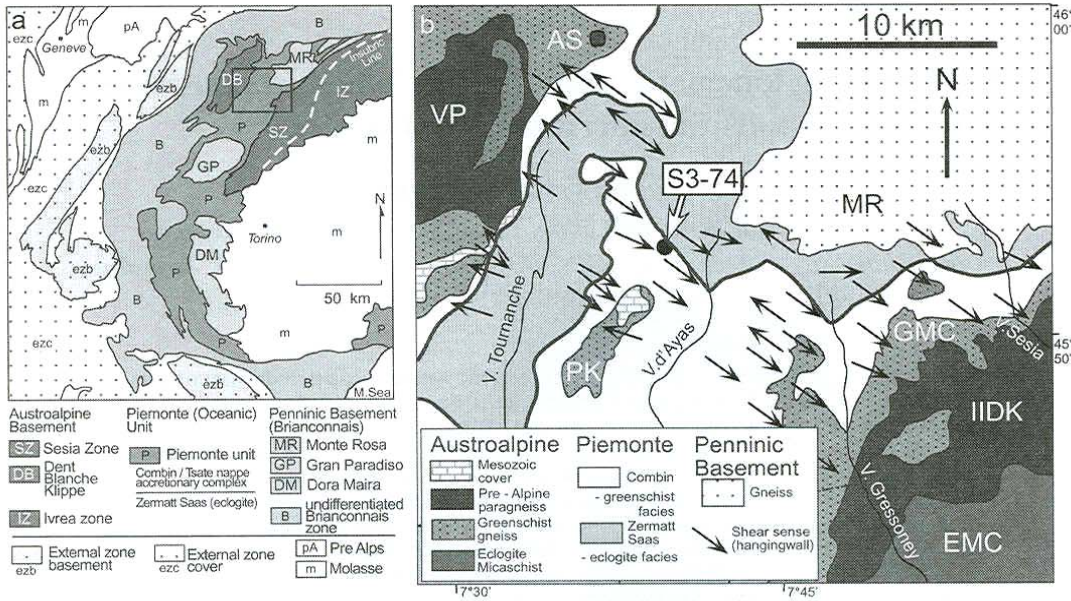 a
Geneve
ezc
pA
B
m
ezb
DB
MR
Insubric
Line
IZ
SZ
P
GP
B
ezb
P
m
ezc
DM
Torino
m
N
ezb
P
B
50 km
m
P
ezc
P
ezb
B
M.Sea
Austroalpine
Basement
SZ Sesia Zone
DB Dent
Blanche
Klippe
IZ Ivrea zone
Piemonte (Oceanic)
Unit
P Piemonte unit
Combin / Tsate nappe
accretionary complex
Zermatt Saas (eclogite)
Penninic Basement
(Brianconnais)
MR Monte Rosa
GP Gran Paradiso
DM Dora Maira
B undifferentiated
Brianconnais
zone
ezb External zone
basement
ezc External zone
cover
pA Pre Alps
m Molasse
b
AS
10 km
46°
00'
VP
N
S3-74
MR
V. Tournanche
V.d'Ayas
PK
GMC
V. Sesia
45°
50'
IIDK
V. Gressoney
EMC
Austroalpine
Mesozoic
cover
Pre - Alpine
paragneiss
Greenschist
gneiss
Eclogite
Micaschist
Piemonte
Combin
- greenschist
facies
Zermatt
Saas
- eclogite facies
Penninic
Basement
Gneiss
Shear sense
(hangingwall)
7°30'
7°45'